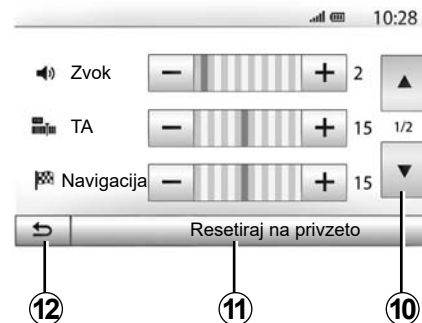 10:28
Zvok 2
TA 15 1/2
Navigacija 15
Resetiraj na privzeto
12 11 10